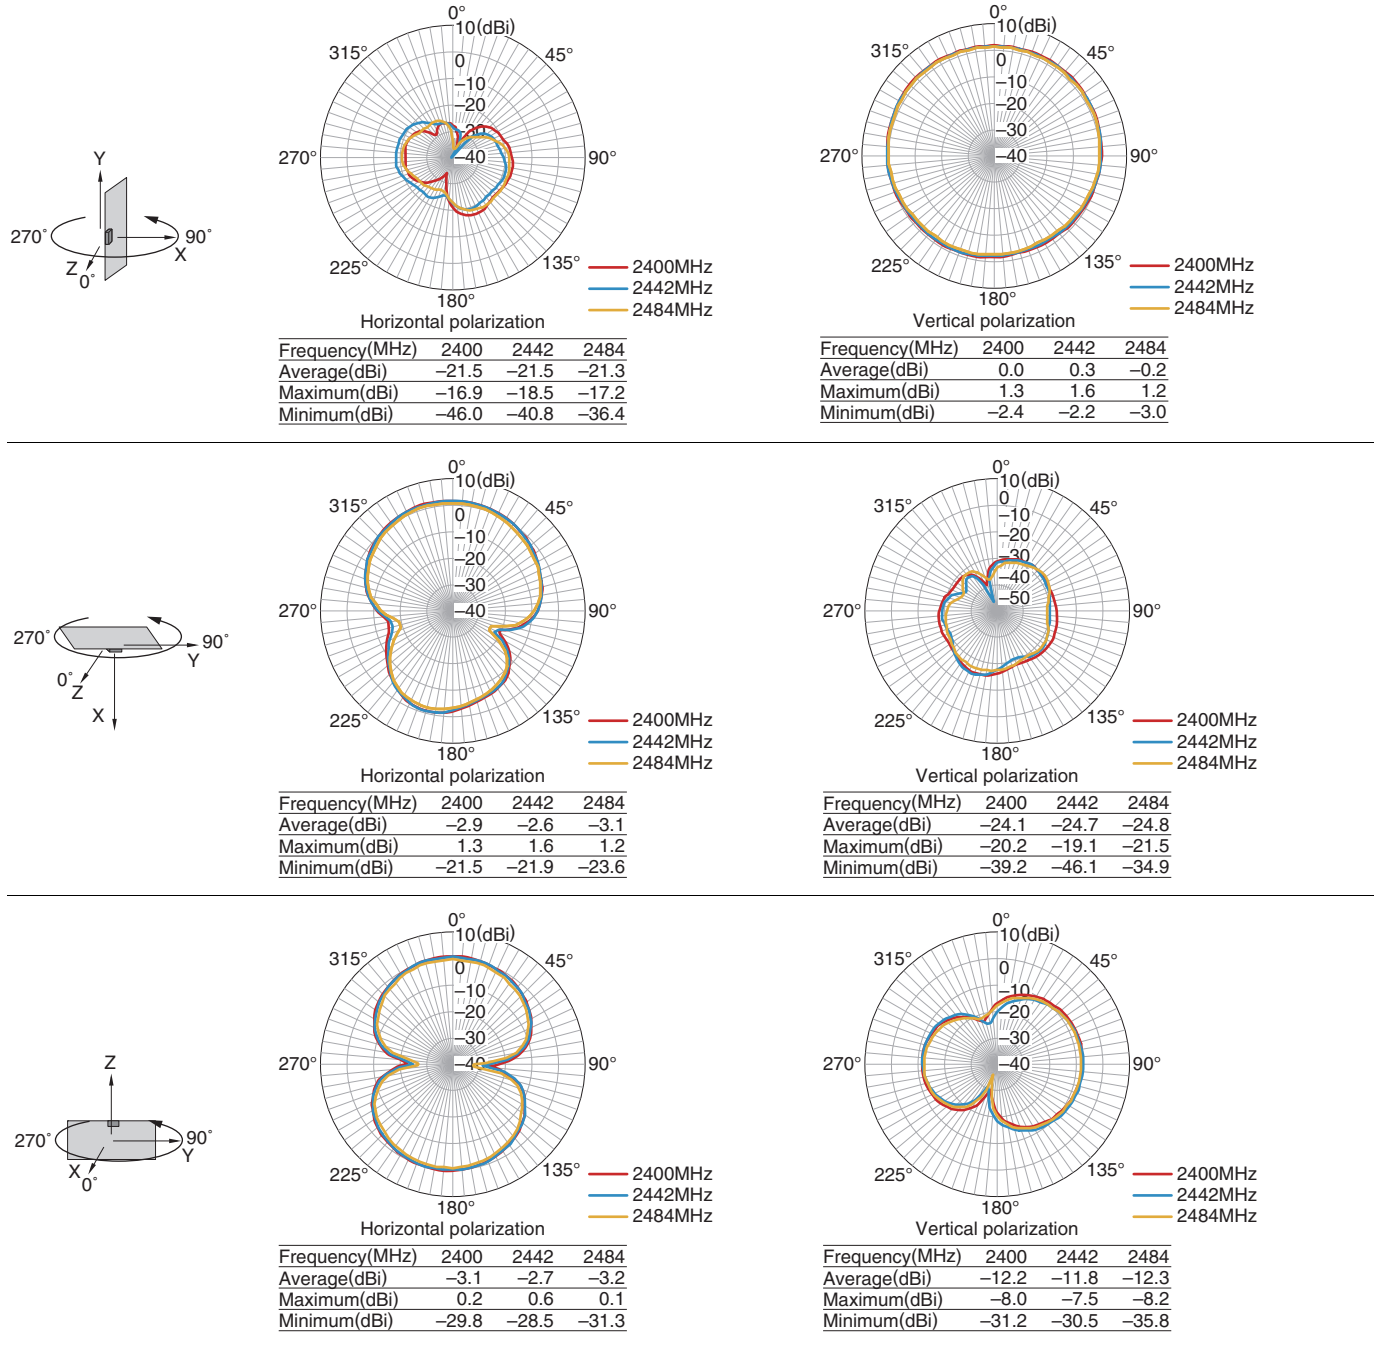 Y
270°
90°
X
Z
0°
0°
10(dBi)
315°
45°
0
−10
−20
−30
−40
270°
90°
225°
135°
180°
2400MHz
2442MHz
2484MHz
Horizontal polarization
Frequency(MHz) 2400 2442 2484
Average(dBi) −21.5 −21.5 −21.3
Maximum(dBi) −16.9 −18.5 −17.2
Minimum(dBi) −46.0 −40.8 −36.4
0°
10(dBi)
315°
45°
0
−10
−20
−30
−40
270°
90°
225°
135°
180°
2400MHz
2442MHz
2484MHz
Vertical polarization
Frequency(MHz) 2400 2442 2484
Average(dBi) 0.0 0.3 −0.2
Maximum(dBi) 1.3 1.6 1.2
Minimum(dBi) −2.4 −2.2 −3.0
270°
90°
Y
0°
Z
X
0°
10(dBi)
315°
45°
0
−10
−20
−30
−40
270°
90°
225°
135°
180°
2400MHz
2442MHz
2484MHz
Horizontal polarization
Frequency(MHz) 2400 2442 2484
Average(dBi) −2.9 −2.6 −3.1
Maximum(dBi) 1.3 1.6 1.2
Minimum(dBi) −21.5 −21.9 −23.6
0°
10(dBi)
315°
45°
0
−10
−20
−30
−40
−50
270°
90°
225°
135°
180°
2400MHz
2442MHz
2484MHz
Vertical polarization
Frequency(MHz) 2400 2442 2484
Average(dBi) −24.1 −24.7 −24.8
Maximum(dBi) −20.2 −19.1 −21.5
Minimum(dBi) −39.2 −46.1 −34.9
Z
270°
90°
Y
X
0°
0°
10(dBi)
315°
45°
0
−10
−20
−30
−40
270°
90°
225°
135°
180°
2400MHz
2442MHz
2484MHz
Horizontal polarization
Frequency(MHz) 2400 2442 2484
Average(dBi) −3.1 −2.7 −3.2
Maximum(dBi) 0.2 0.6 0.1
Minimum(dBi) −29.8 −28.5 −31.3
0°
10(dBi)
315°
45°
0
−10
−20
−30
−40
270°
90°
225°
135°
180°
2400MHz
2442MHz
2484MHz
Vertical polarization
Frequency(MHz) 2400 2442 2484
Average(dBi) −12.2 −11.8 −12.3
Maximum(dBi) −8.0 −7.5 −8.2
Minimum(dBi) −31.2 −30.5 −35.8